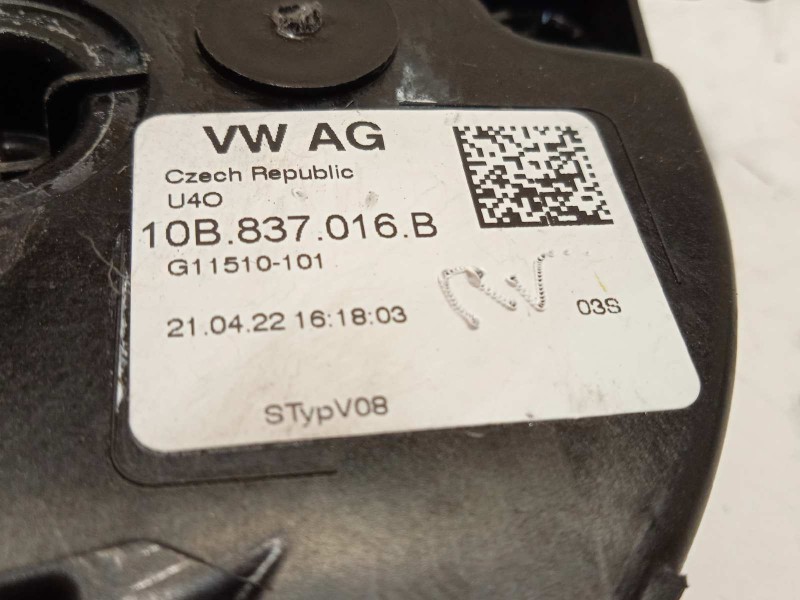 VW AG
Czech Republic
U4O
10B.837.016.B
G11510-101
21.04.22 16:18:03
03S
STypV08